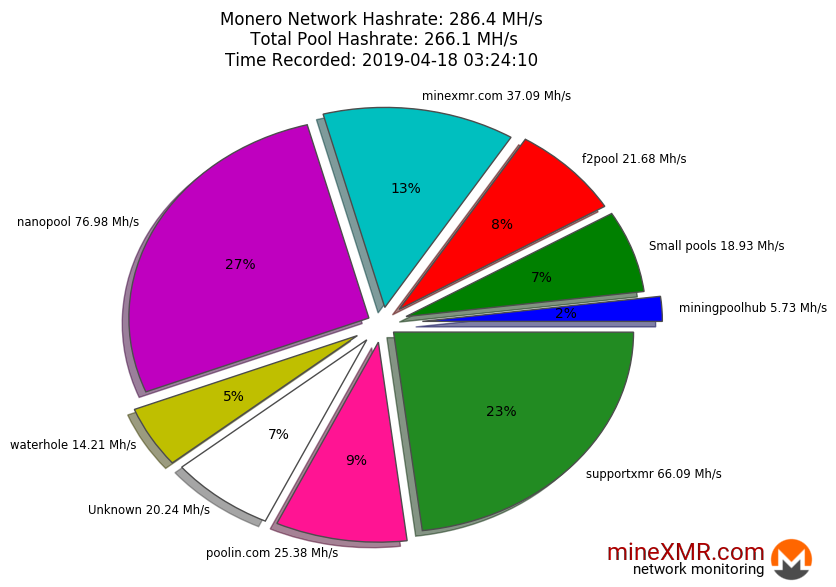 Monero Network Hashrate: 286.4 MH/s
Total Pool Hashrate: 266.1 MH/s
Time Recorded: 2019-04-18 03:24:10
minexmr.com 37.09 Mh/s
f2pool 21.68 Mh/s
13%
8%
nanopool 76.98 Mh/s
Small pools 18.93 Mh/s
27%
7%
miningpoolhub 5.73 Mh/s
2%
5%
23%
waterhole 14.21 Mh/s
7%
9%
supportxmr 66.09 Mh/s
Unknown 20.24 Mh/s
poolin.com 25.38 Mh/s
mineXMR.com
network monitoring